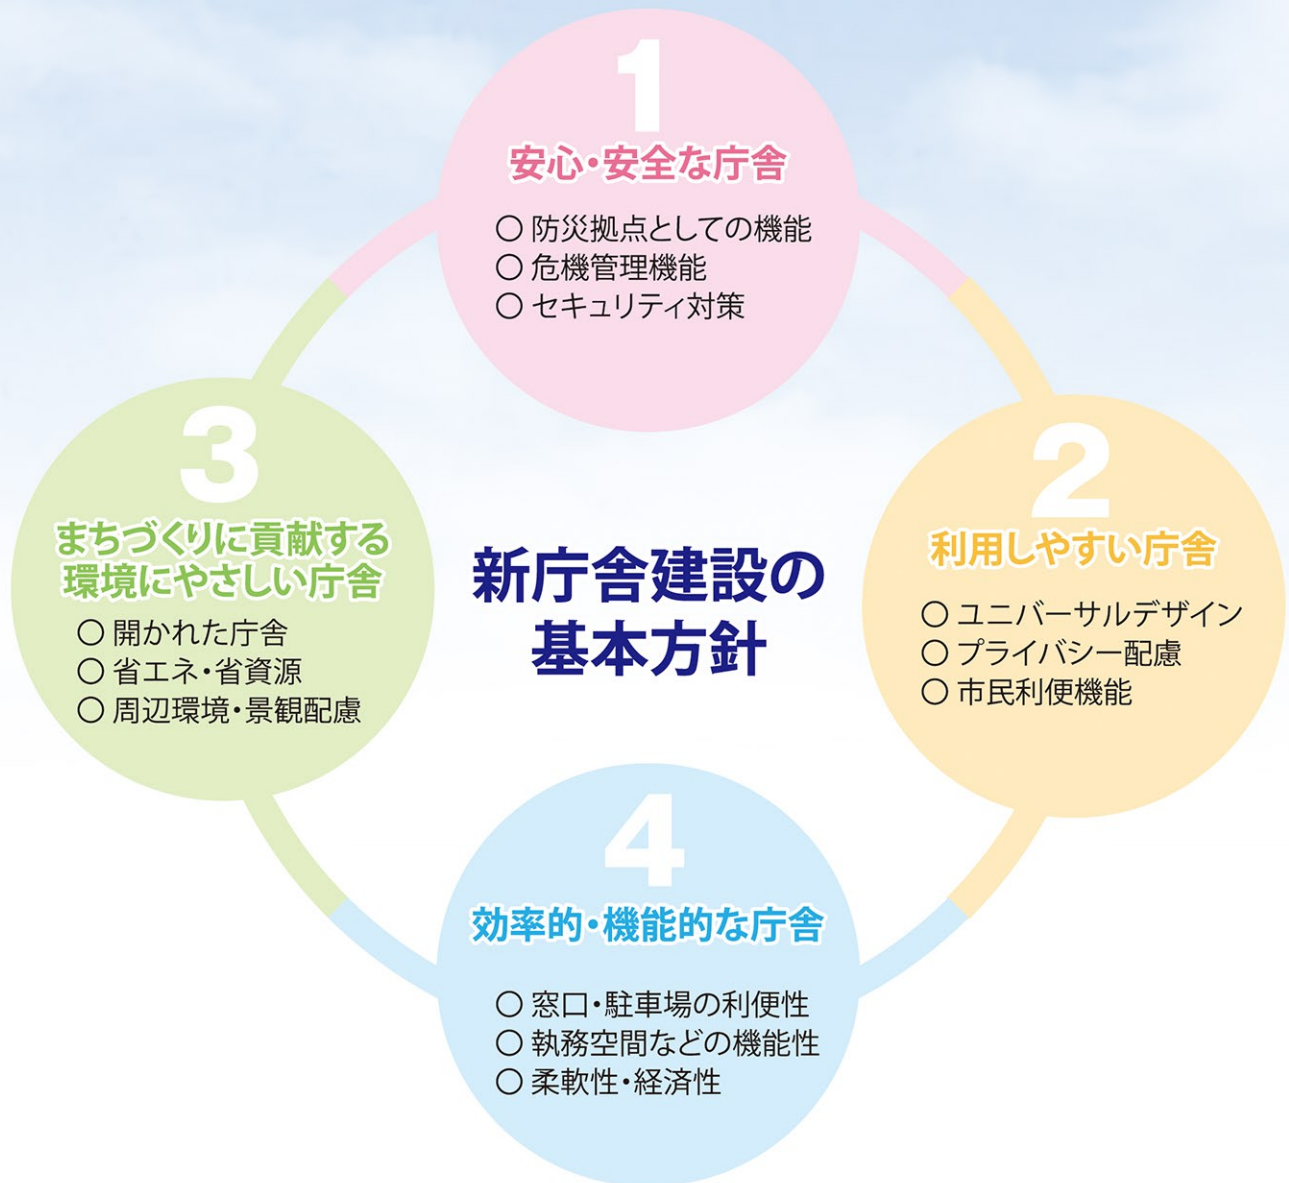 新庁舎建設の
基本方針
1
安心・安全な庁舎
○ 防災拠点としての機能
○ 危機管理機能
○ セキュリティ対策
2
利用しやすい庁舎
○ ユニバーサルデザイン
○ プライバシー配慮
○ 市民利便機能
3
まちづくりに貢献する
環境にやさしい庁舎
○ 開かれた庁舎
○ 省エネ・省資源
○ 周辺環境・景観配慮
4
効率的・機能的な庁舎
○ 窓口・駐車場の利便性
○ 執務空間などの機能性
○ 柔軟性・経済性